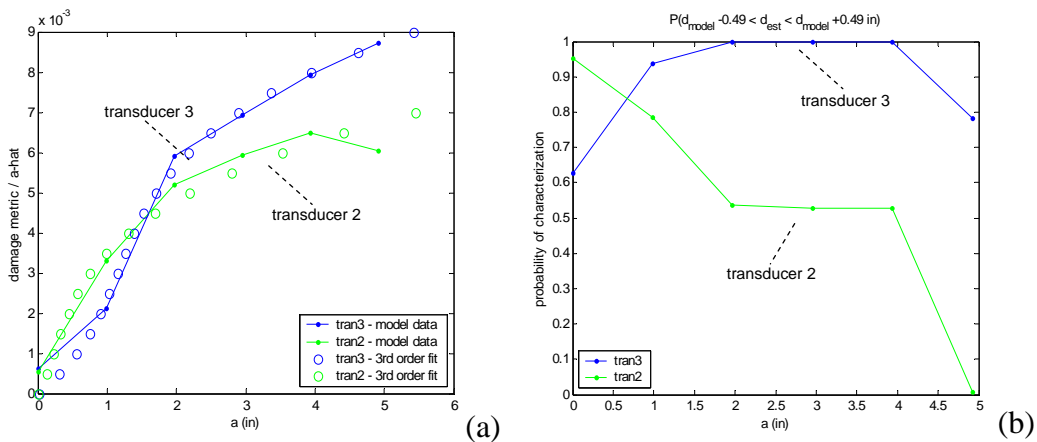 x 10-3
9
8
7
6
5
4
3
2
1
0
0
1
2
3
4
5
6
damage metric / a-hat
a (in)
transducer 3
transducer 2
tran3 - model data
tran2 - model data
tran3 - 3rd order fit
tran2 - 3rd order fit
(a)
P(dmodel -0.49 < dest < dmodel +0.49 in)
1
0.9
0.8
0.7
0.6
0.5
0.4
0.3
0.2
0.1
0
0
0.5
1
1.5
2
2.5
3
3.5
4
4.5
5
probability of characterization
a (in)
transducer 3
transducer 2
tran3
tran2
(b)